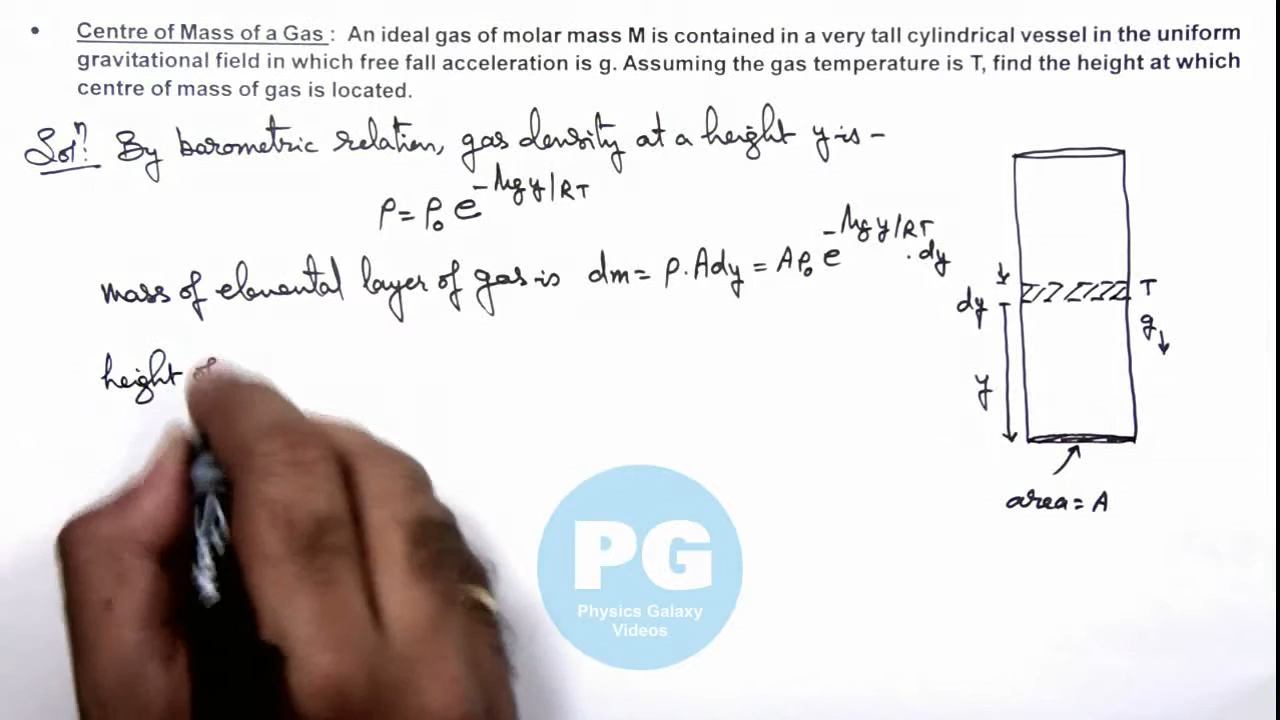 • Centre of Mass of a Gas : An ideal gas of molar mass M is contained in a very tall cylindrical vessel in the uniform
gravitational field in which free fall acceleration is g. Assuming the gas temperature is T, find the height at which
centre of mass of gas is located.
Solⁿ: By barometric relation, gas density at a height y is –
ρ = ρ₀ e^(-Mgy/RT)
mass of elemental layer of gas is dm = ρ.Ady = Aρ₀ e^(-Mgy/RT) . dy
height of
dy
T
g
y
area = A
PG
Physics Galaxy
Videos